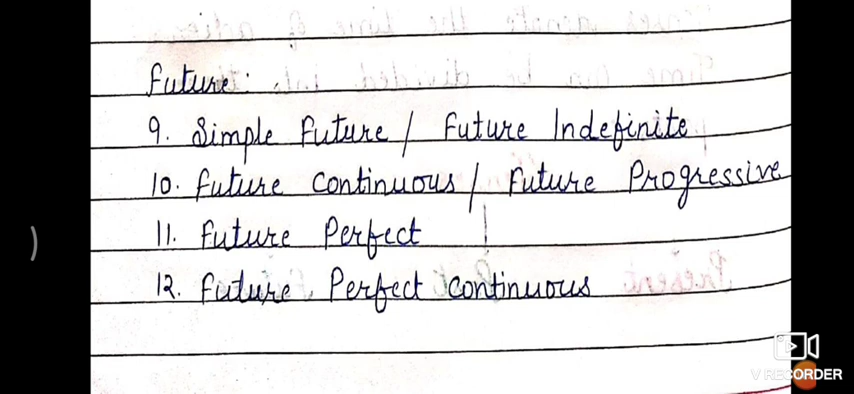 Future:
9. Simple Future / Future Indefinite
10. Future Continuous / Future Progressive
11. Future Perfect
12. Future Perfect Continuous
V RECORDER